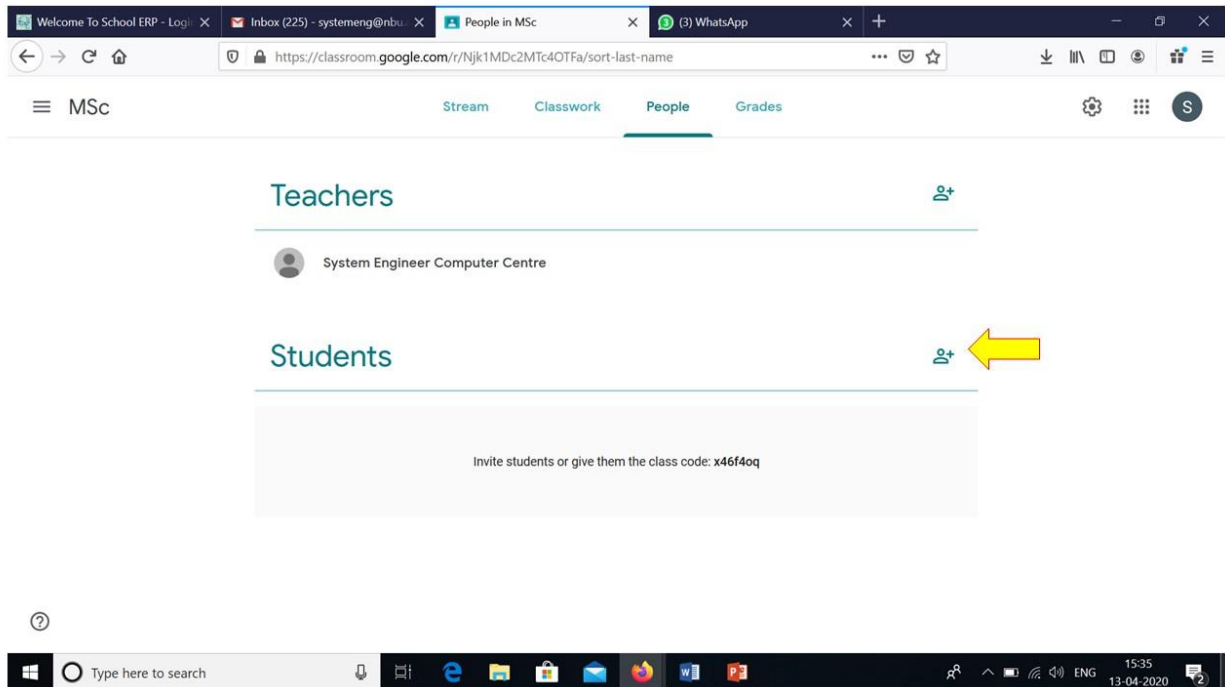 Welcome To School ERP - Logi
Inbox (225) - systemeng@nbu.
People in MSc
(3) WhatsApp
https://classroom.google.com/r/Njk1MDc2MTc4OTFa/sort-last-name
MSc
Stream
Classwork
People
Grades
S
Teachers
System Engineer Computer Centre
Students
Invite students or give them the class code: x46f4oq
Type here to search
ENG
15:35
13-04-2020
2